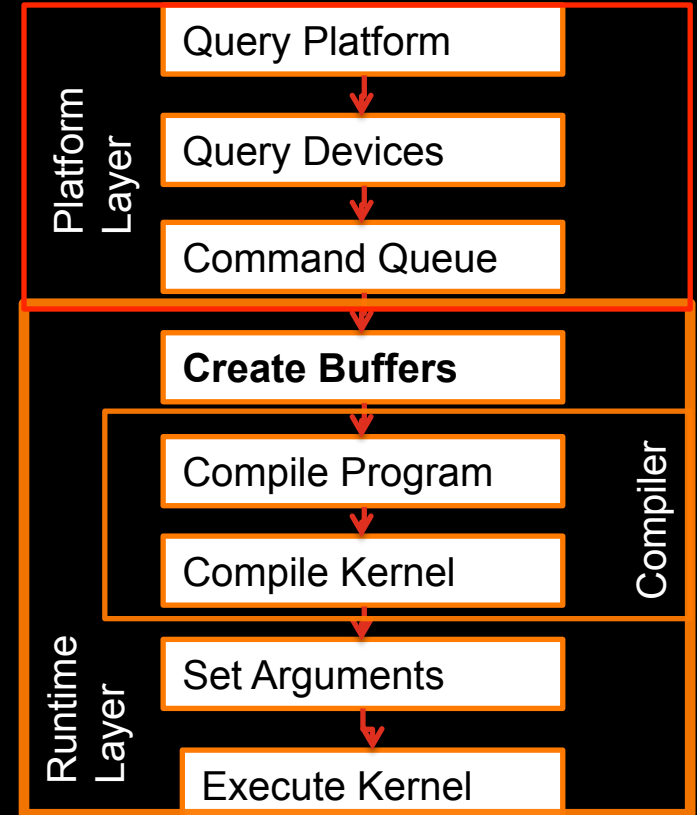 Query Platform
Platform
Layer
Query Devices
Command Queue
Create Buffers
Compile Program
Compiler
Compile Kernel
Set Arguments
Runtime
Layer
Execute Kernel